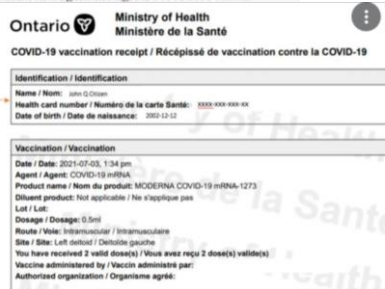 Ontario
Ministry of Health
Ministère de la Santé
COVID-19 vaccination receipt / Récépissé de vaccination contre la COVID-19
Identification / Identification
Name / Nom: John Q.Citizen
Health card number / Numéro de la carte Santé: XXXX-XXX-XXX-XX
Date of birth / Date de naissance: 2002-12-12
Vaccination / Vaccination
Date / Date: 2021-07-03, 1:34 pm
Agent / Agent: COVID-19 mRNA
Product name / Nom du produit: MODERNA COVID-19 mRNA-1273
Diluent product: Not applicable / Ne s'applique pas
Lot / Lot:
Dosage / Dosage: 0.5ml
Route / Voie: Intramuscular / Intramusculaire
Site / Site: Left deltoid / Deltoïde gauche
You have received 2 valid dose(s) / Vous avez reçu 2 dose(s) valide(s)
Vaccine administered by / Vaccin administré par:
Authorized organization / Organisme agréé: